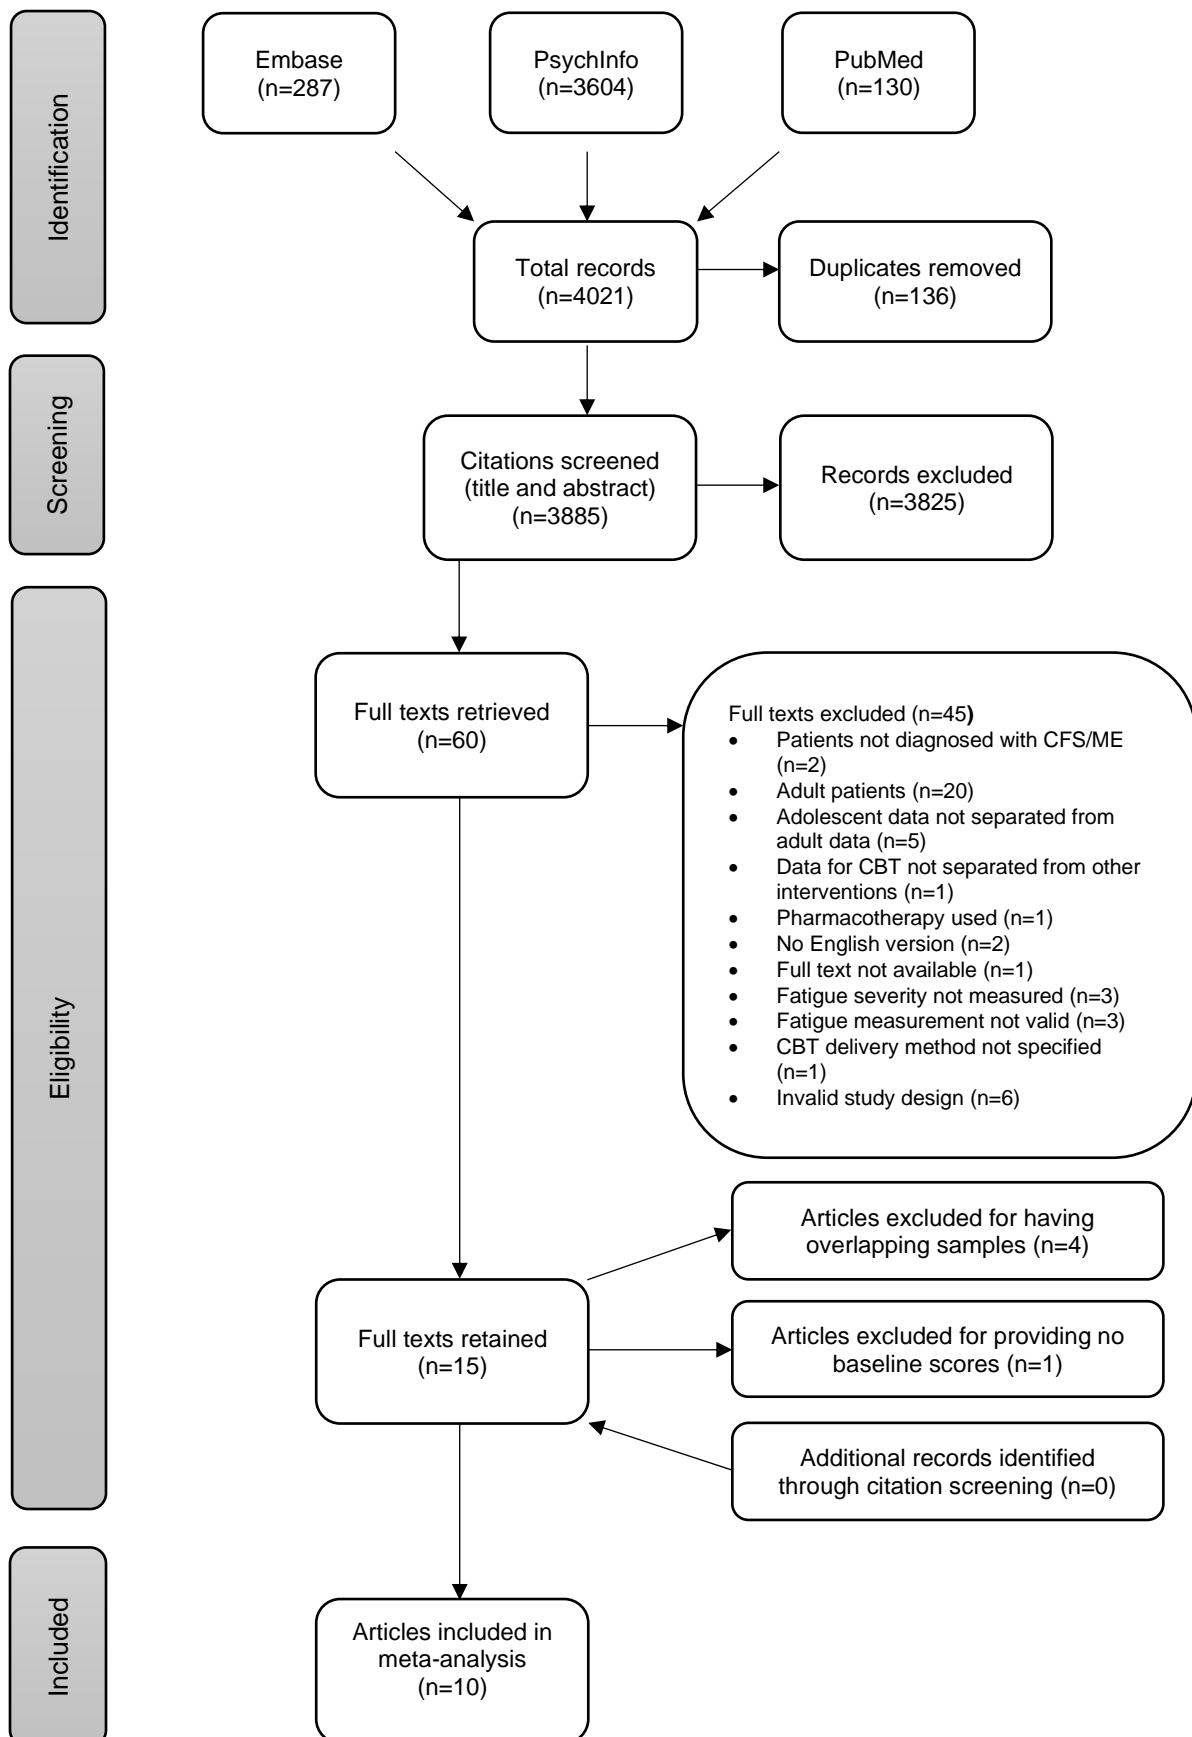 Identification
Embase
(n=287)
PsychInfo
(n=3604)
PubMed
(n=130)
Total records
(n=4021)
Duplicates removed
(n=136)
Screening
Citations screened
(title and abstract)
(n=3885)
Records excluded
(n=3825)
Eligibility
Full texts retrieved
(n=60)
Full texts excluded (n=45)
• Patients not diagnosed with CFS/ME
(n=2)
• Adult patients (n=20)
• Adolescent data not separated from
adult data (n=5)
• Data for CBT not separated from other
interventions (n=1)
• Pharmacotherapy used (n=1)
• No English version (n=2)
• Full text not available (n=1)
• Fatigue severity not measured (n=3)
• Fatigue measurement not valid (n=3)
• CBT delivery method not specified
(n=1)
• Invalid study design (n=6)
Articles excluded for having
overlapping samples (n=4)
Full texts retained
(n=15)
Articles excluded for providing no
baseline scores (n=1)
Additional records identified
through citation screening (n=0)
Included
Articles included in
meta-analysis
(n=10)